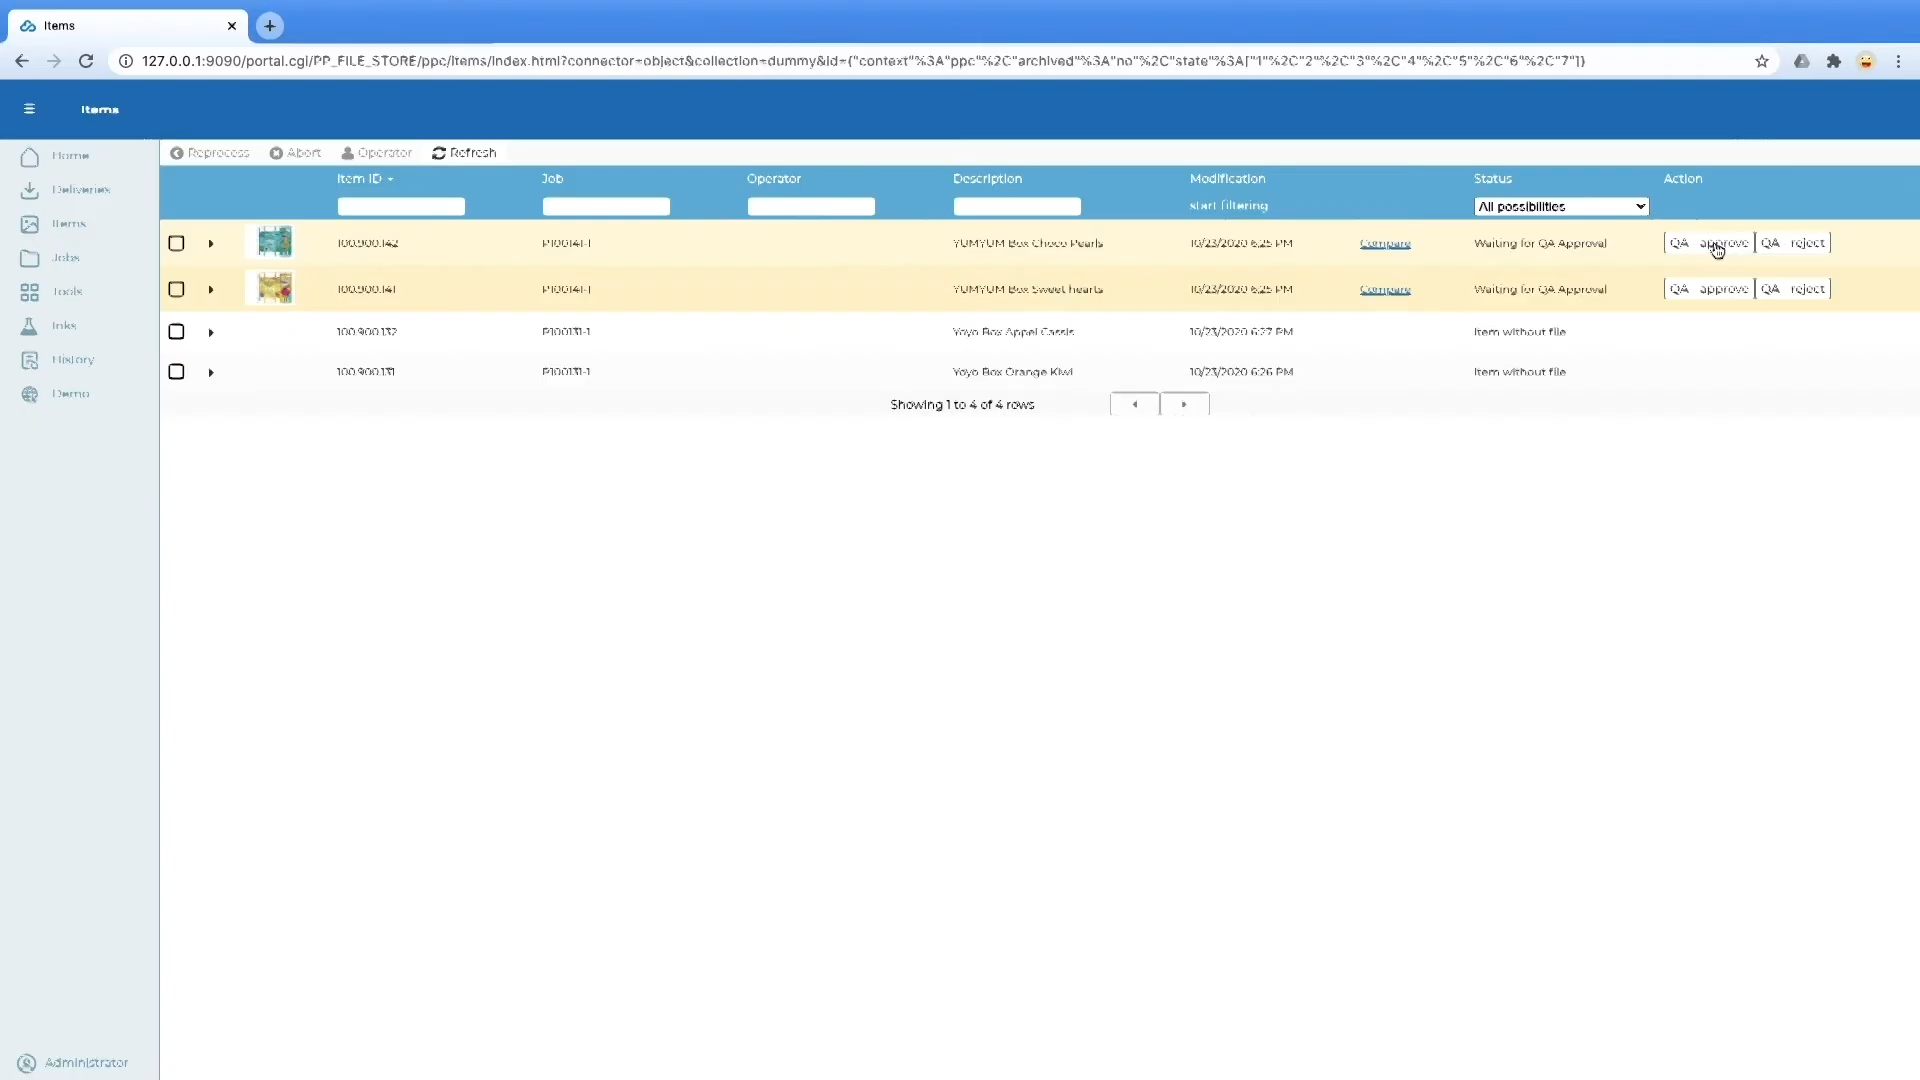 Items
127.0.0.1:9090/portal.cgi/PP_FILE_STORE/ppc/items/index.html?connector=object&collection=dummy&id={"context"%3A"ppc"%2C"archived"%3A"no"%2C"state"%3A["1"%2C"2"%2C"3"%2C"4"%2C"5"%2C"6"%2C"7"]}
Items
Home
Deliveries
Items
Jobs
Tools
Inks
History
Demo
Administrator
Reprocess Abort Operator Refresh
Item ID Job Operator Description Modification Status Action
start filtering All possibilities
100.900.142 P100141-1 YUMYUM Box Choco Pearls 10/23/2020 6:25 PM Compare Waiting for QA Approval QA approve QA reject
100.900.141 P100141-1 YUMYUM Box Sweet hearts 10/23/2020 6:25 PM Compare Waiting for QA Approval QA approve QA reject
100.900.132 P100131-1 Yoyo Box Appel Cassis 10/23/2020 6:27 PM Item without file
100.900.131 P100131-1 Yoyo Box Orange Kiwi 10/23/2020 6:26 PM Item without file
Showing 1 to 4 of 4 rows